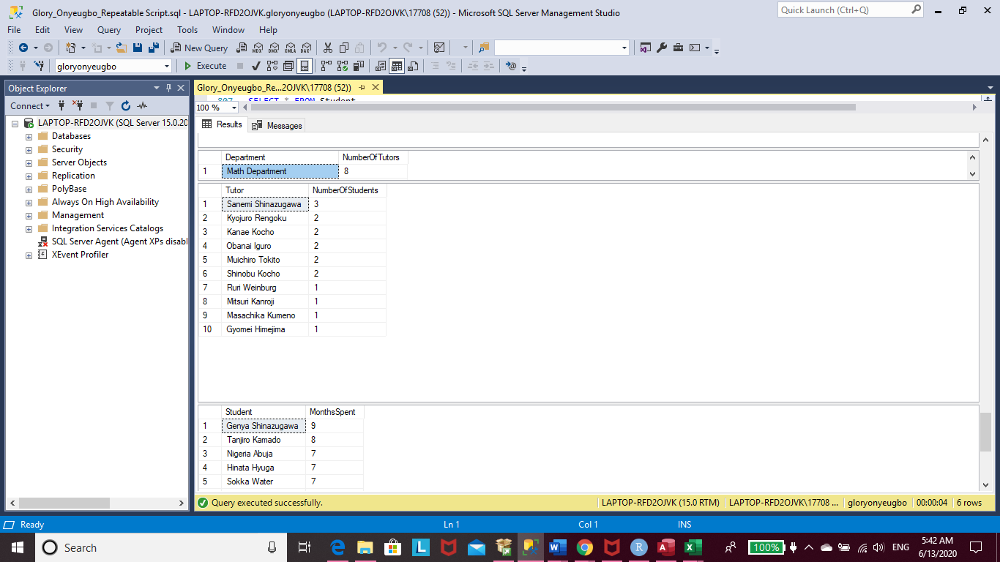 Glory_Onyeugbo_Repeatable Script.sql - LAPTOP-RFD2OJVK.gloryonyeugbo (LAPTOP-RFD2OJVK\17708 (52)) - Microsoft SQL Server Management Studio
Quick Launch (Ctrl+Q)
File Edit View Query Project Tools Window Help
New Query
MDX DMX XMLA DAX
gloryonyeugbo
Execute
Object Explorer
Connect
LAPTOP-RFD2OJVK (SQL Server 15.0.20
Databases
Security
Server Objects
Replication
PolyBase
Always On High Availability
Management
Integration Services Catalogs
SQL Server Agent (Agent XPs disabl
XEvent Profiler
Glory_Onyeugbo_Re...2OJVK\17708 (52))
807 SELECT * FROM Student
100 %
Results Messages
Department NumberOfTutors
1 Math Department 8
Tutor NumberOfStudents
1 Sanemi Shinazugawa 3
2 Kyojuro Rengoku 2
3 Kanae Kocho 2
4 Obanai Iguro 2
5 Muichiro Tokito 2
6 Shinobu Kocho 2
7 Ruri Weinburg 1
8 Mitsuri Kanroji 1
9 Masachika Kumeno 1
10 Gyomei Himejima 1
Student MonthsSpent
1 Genya Shinazugawa 9
2 Tanjiro Kamado 8
3 Nigeria Abuja 7
4 Hinata Hyuga 7
5 Sokka Water 7
Query executed successfully.
LAPTOP-RFD2OJVK (15.0 RTM) LAPTOP-RFD2OJVK\17708 ... gloryonyeugbo 00:00:04 6 rows
Ready Ln 1 Col 1 INS
Search
100%
ENG
5:42 AM
6/13/2020